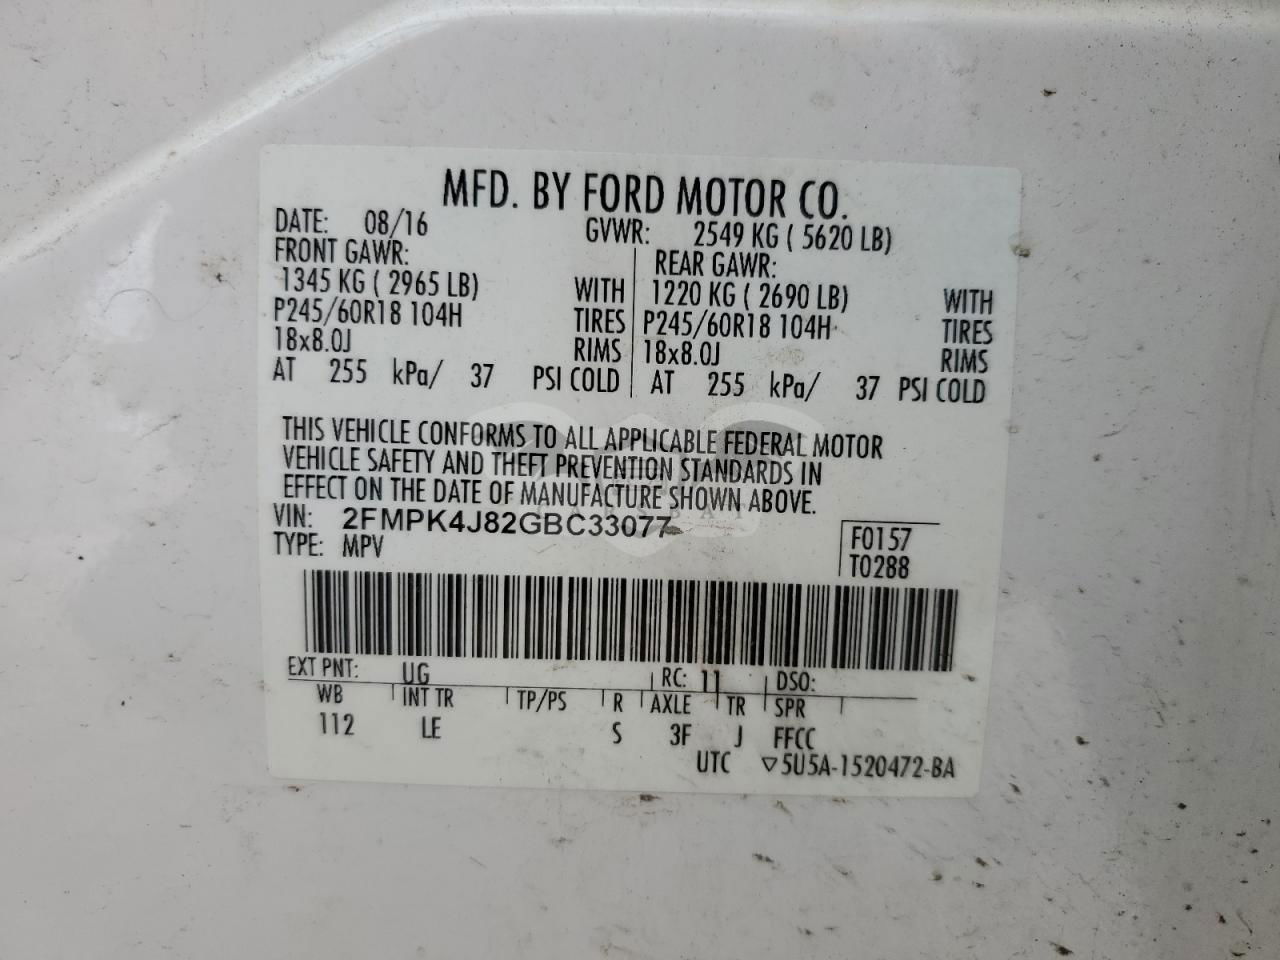 MFD. BY FORD MOTOR CO.
DATE: 08/16 GVWR: 2549 KG ( 5620 LB)
FRONT GAWR: REAR GAWR:
1345 KG ( 2965 LB) WITH 1220 KG ( 2690 LB) WITH
P245/60R18 104H TIRES P245/60R18 104H TIRES
18x8.0J RIMS 18x8.0J RIMS
AT 255 kPa/ 37 PSI COLD AT 255 kPa/ 37 PSI COLD
THIS VEHICLE CONFORMS TO ALL APPLICABLE FEDERAL MOTOR
VEHICLE SAFETY AND THEFT PREVENTION STANDARDS IN
EFFECT ON THE DATE OF MANUFACTURE SHOWN ABOVE.
VIN: 2FMPK4J82GBC33077
TYPE: MPV
F0157
T0288
EXT PNT: UG RC: 11 DSO:
WB INT TR TP/PS R AXLE TR SPR
112 LE S 3F J FFCC
UTC ▽5U5A-1520472-BA